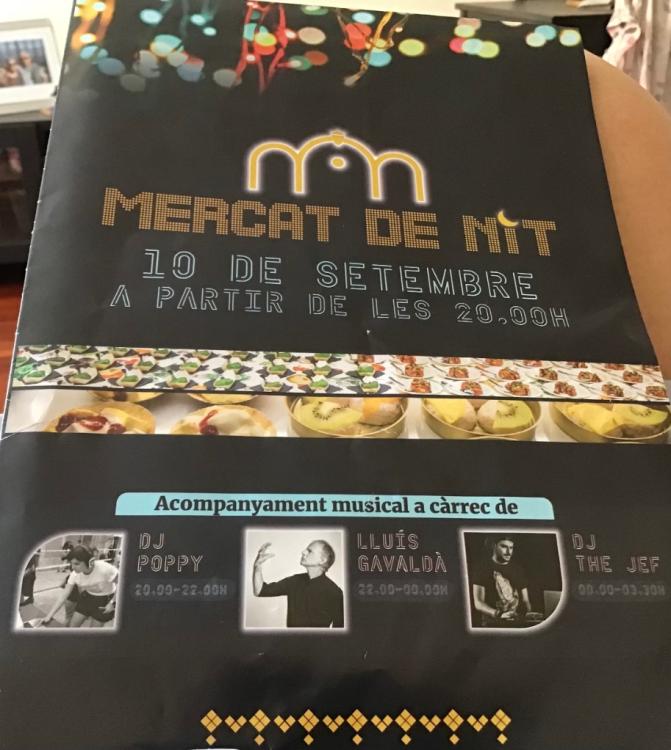 MERCAT DE NIT
10 DE SETEMBRE
A PARTIR DE LES 20.00H
Acompanyament musical a càrrec de
DJ
POPPY
20.00-22.00H
LLUÍS
GAVALDÀ
22.00-00.00H
DJ
THE JEF
00.00-03.30H